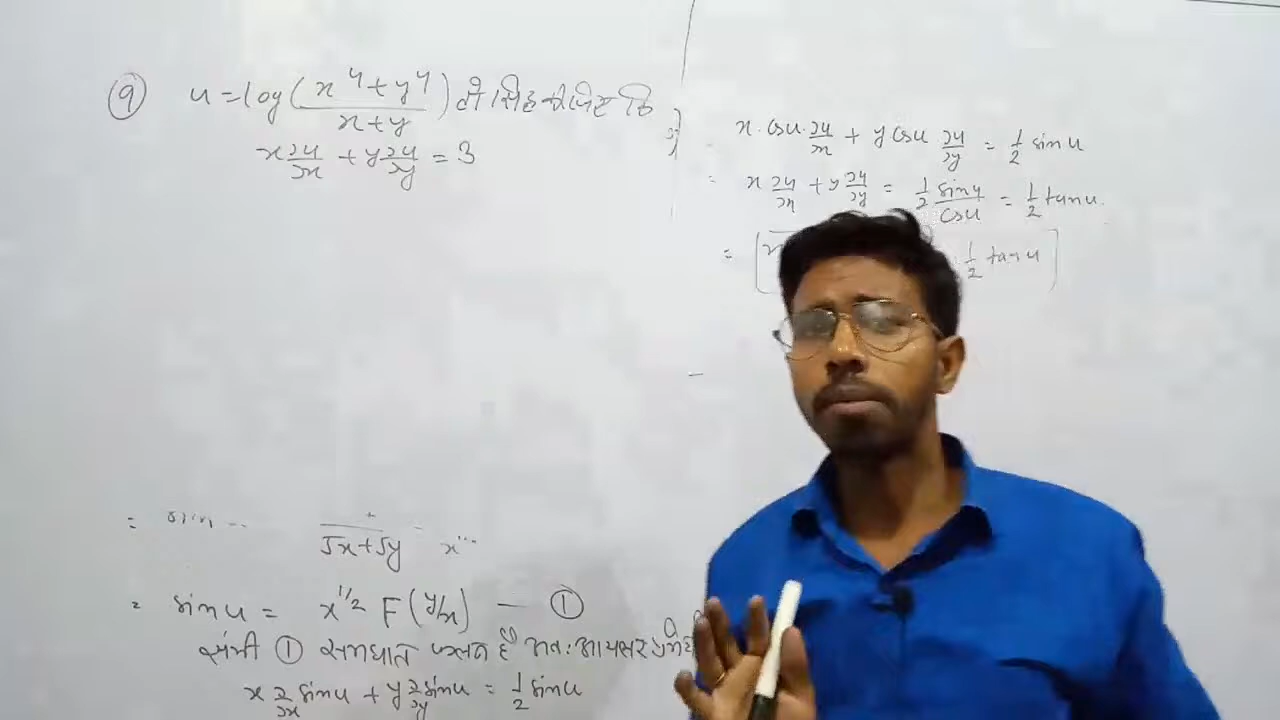 9 u = log( x⁴+y⁴ / x+y ) तो सिद्ध कीजिए कि
x ∂u/∂x + y ∂u/∂y = 3
= sin
√x+√y
= sin u = x^1/2 F(y/x) — ①
समी ① समघात फलन है अतः आयलर प्रमेय
x ∂/∂x sin u + y ∂/∂y sin u = 1/2 sin u
x · cos u · ∂u/∂x + y cos u ∂u/∂y = 1/2 sin u
= x ∂u/∂x + y ∂u/∂y = 1/2 sin u / cos u = 1/2 tan u.
= [ 1/2 tan u ]